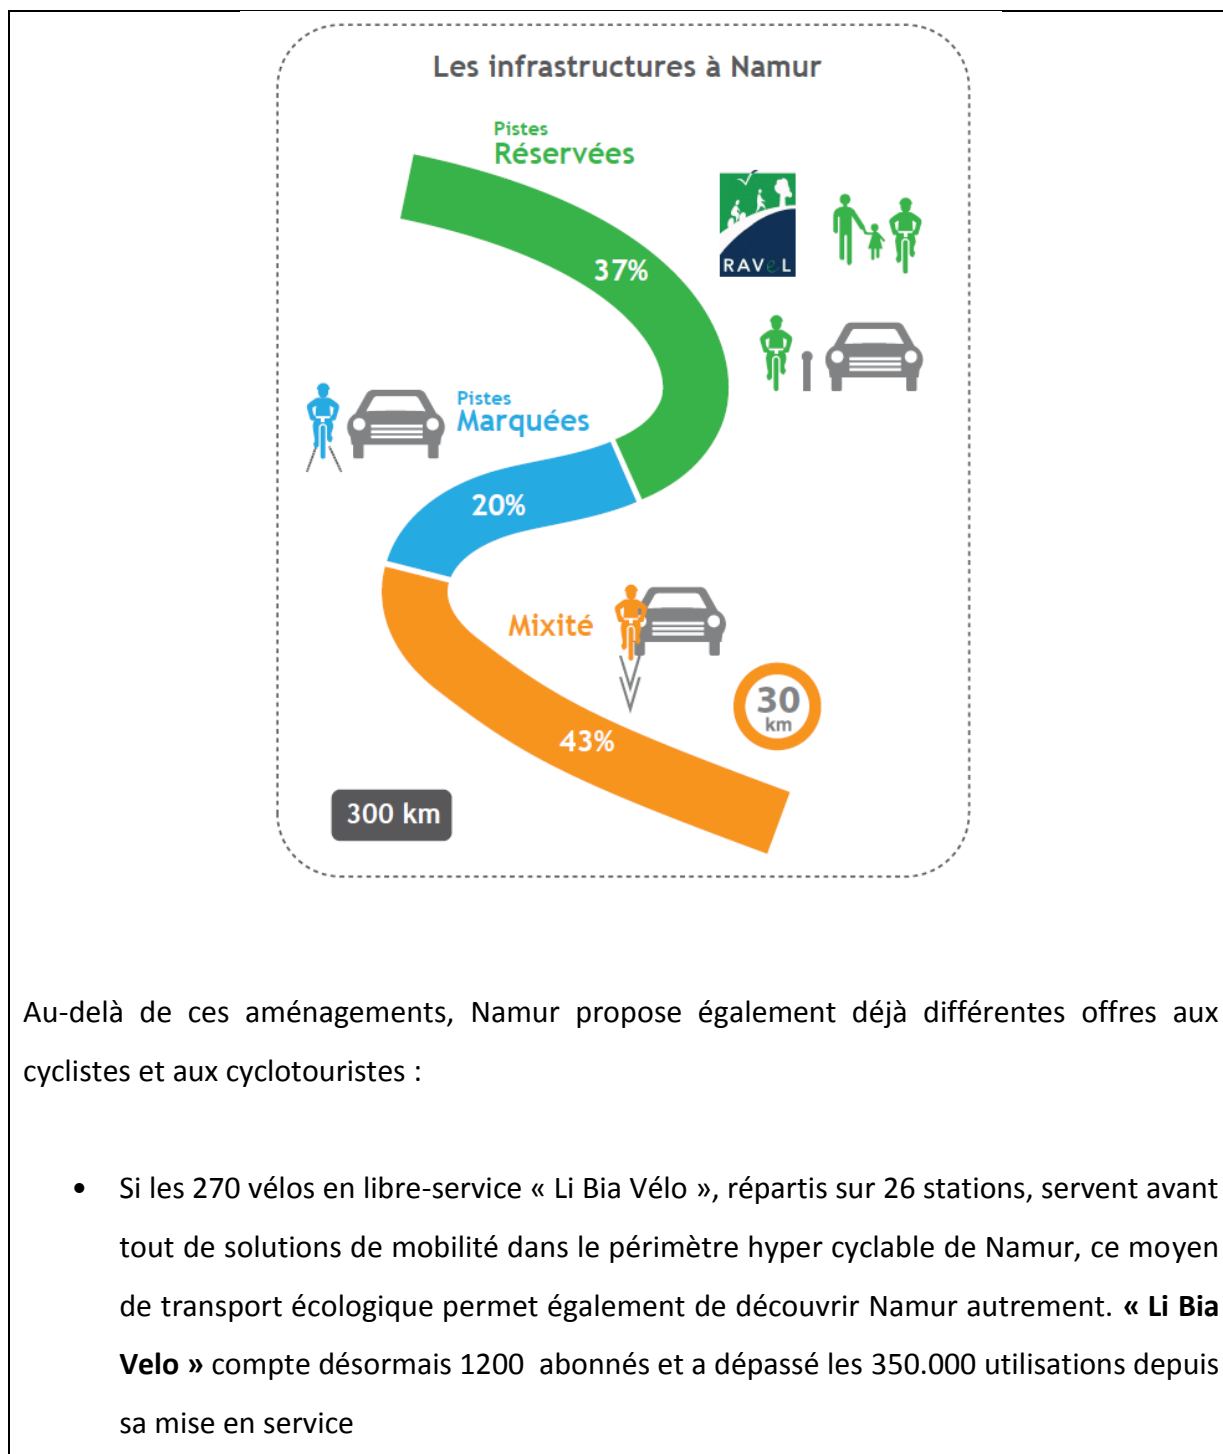 Les infrastructures à Namur
Pistes
Réservées
RAVeL
37%
Pistes
Marquées
20%
Mixité
30
km
43%
300 km
Au-delà de ces aménagements, Namur propose également déjà différentes offres aux
cyclistes et aux cyclotouristes :
• Si les 270 vélos en libre-service « Li Bia Vélo », répartis sur 26 stations, servent avant
tout de solutions de mobilité dans le périmètre hyper cyclable de Namur, ce moyen
de transport écologique permet également de découvrir Namur autrement. « Li Bia
Velo » compte désormais 1200 abonnés et a dépassé les 350.000 utilisations depuis
sa mise en service